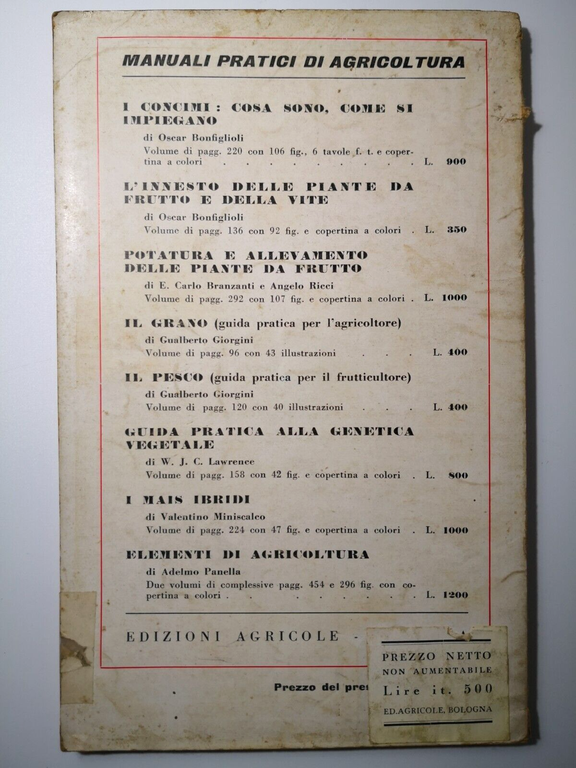 MANUALI PRATICI DI AGRICOLTURA
I CONCIMI : COSA SONO, COME SI
IMPIEGANO
di Oscar Bonfiglioli
Volume di pagg. 220 con 106 fig., 6 tavole f. t. e coper-
tina a colori . . . . . . . . L. 900
L'INNESTO DELLE PIANTE DA
FRUTTO E DELLA VITE
di Oscar Bonfiglioli
Volume di pagg. 136 con 92 fig. e copertina a colori . L. 350
POTATURA E ALLEVAMENTO
DELLE PIANTE DA FRUTTO
di E. Carlo Branzanti e Angelo Ricci
Volume di pagg. 292 con 107 fig. e copertina a colori . L. 1000
IL GRANO (guida pratica per l'agricoltore)
di Gualberto Giorgini
Volume di pagg. 96 con 43 illustrazioni . . . L. 400
IL PESCO (guida pratica per il frutticultore)
di Gualberto Giorgini
Volume di pagg. 120 con 40 illustrazioni . . . L. 400
GUIDA PRATICA ALLA GENETICA
VEGETALE
di W. J. C. Lawrence
Volume di pagg. 158 con 42 fig. e copertina a colori . L. 800
I MAIS IBRIDI
di Valentino Miniscalco
Volume di pagg. 224 con 47 fig. e copertina a colori . L. 1000
ELEMENTI DI AGRICOLTURA
di Adelmo Panella
Due volumi di complessive pagg. 454 e 296 fig. con co-
pertina a colori . . . . . . . L. 1200
EDIZIONI AGRICOLE -
Prezzo del pre
PREZZO NETTO
NON AUMENTABILE
Lire it. 500
ED.AGRICOLE, BOLOGNA